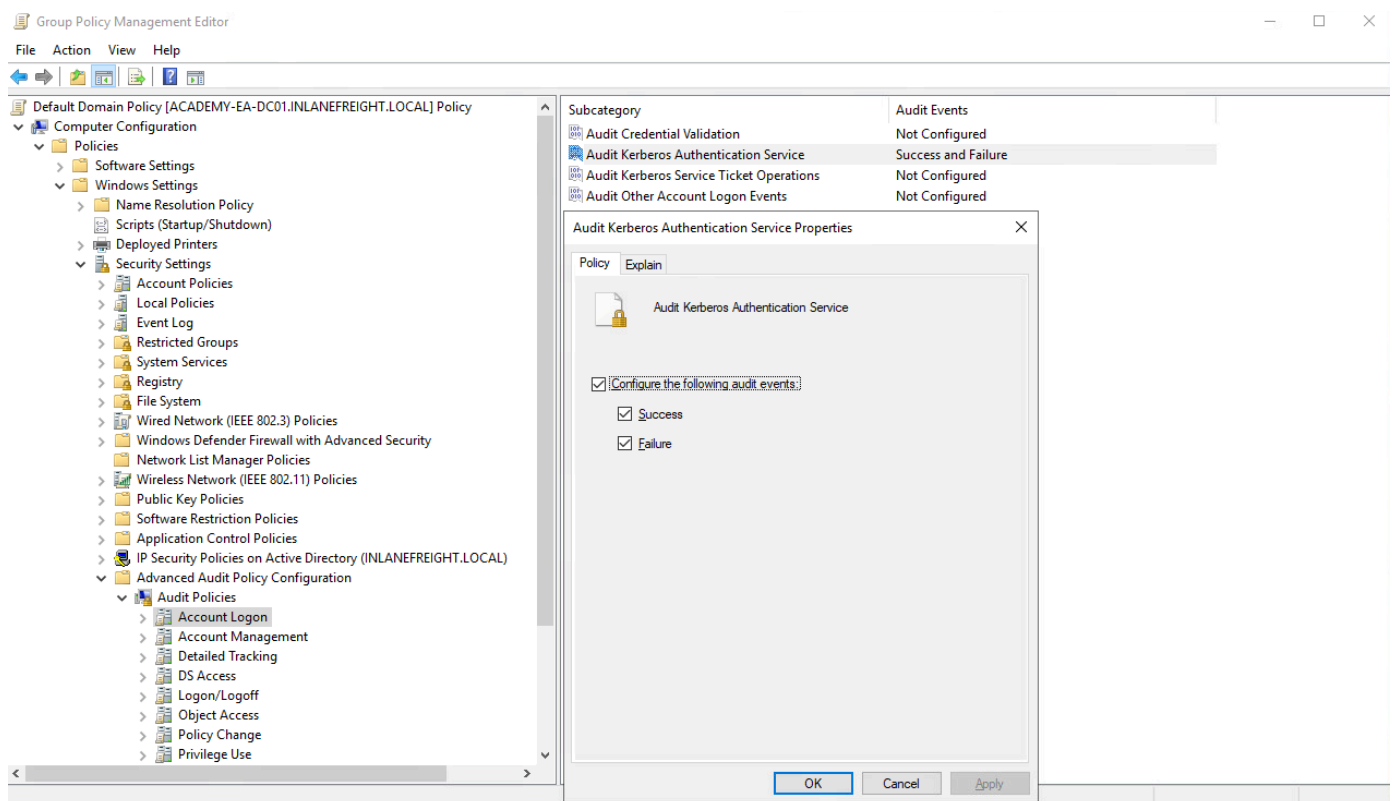 Group Policy Management Editor
File Action View Help
Default Domain Policy [ACADEMY-EA-DC01.INLANEFREIGHT.LOCAL] Policy
Computer Configuration
Policies
Software Settings
Windows Settings
Name Resolution Policy
Scripts (Startup/Shutdown)
Deployed Printers
Security Settings
Account Policies
Local Policies
Event Log
Restricted Groups
System Services
Registry
File System
Wired Network (IEEE 802.3) Policies
Windows Defender Firewall with Advanced Security
Network List Manager Policies
Wireless Network (IEEE 802.11) Policies
Public Key Policies
Software Restriction Policies
Application Control Policies
IP Security Policies on Active Directory (INLANEFREIGHT.LOCAL)
Advanced Audit Policy Configuration
Audit Policies
Account Logon
Account Management
Detailed Tracking
DS Access
Logon/Logoff
Object Access
Policy Change
Privilege Use
Subcategory Audit Events
Audit Credential Validation Not Configured
Audit Kerberos Authentication Service Success and Failure
Audit Kerberos Service Ticket Operations Not Configured
Audit Other Account Logon Events Not Configured
Audit Kerberos Authentication Service Properties
Policy Explain
Audit Kerberos Authentication Service
Configure the following audit events:
Success
Failure
OK Cancel Apply